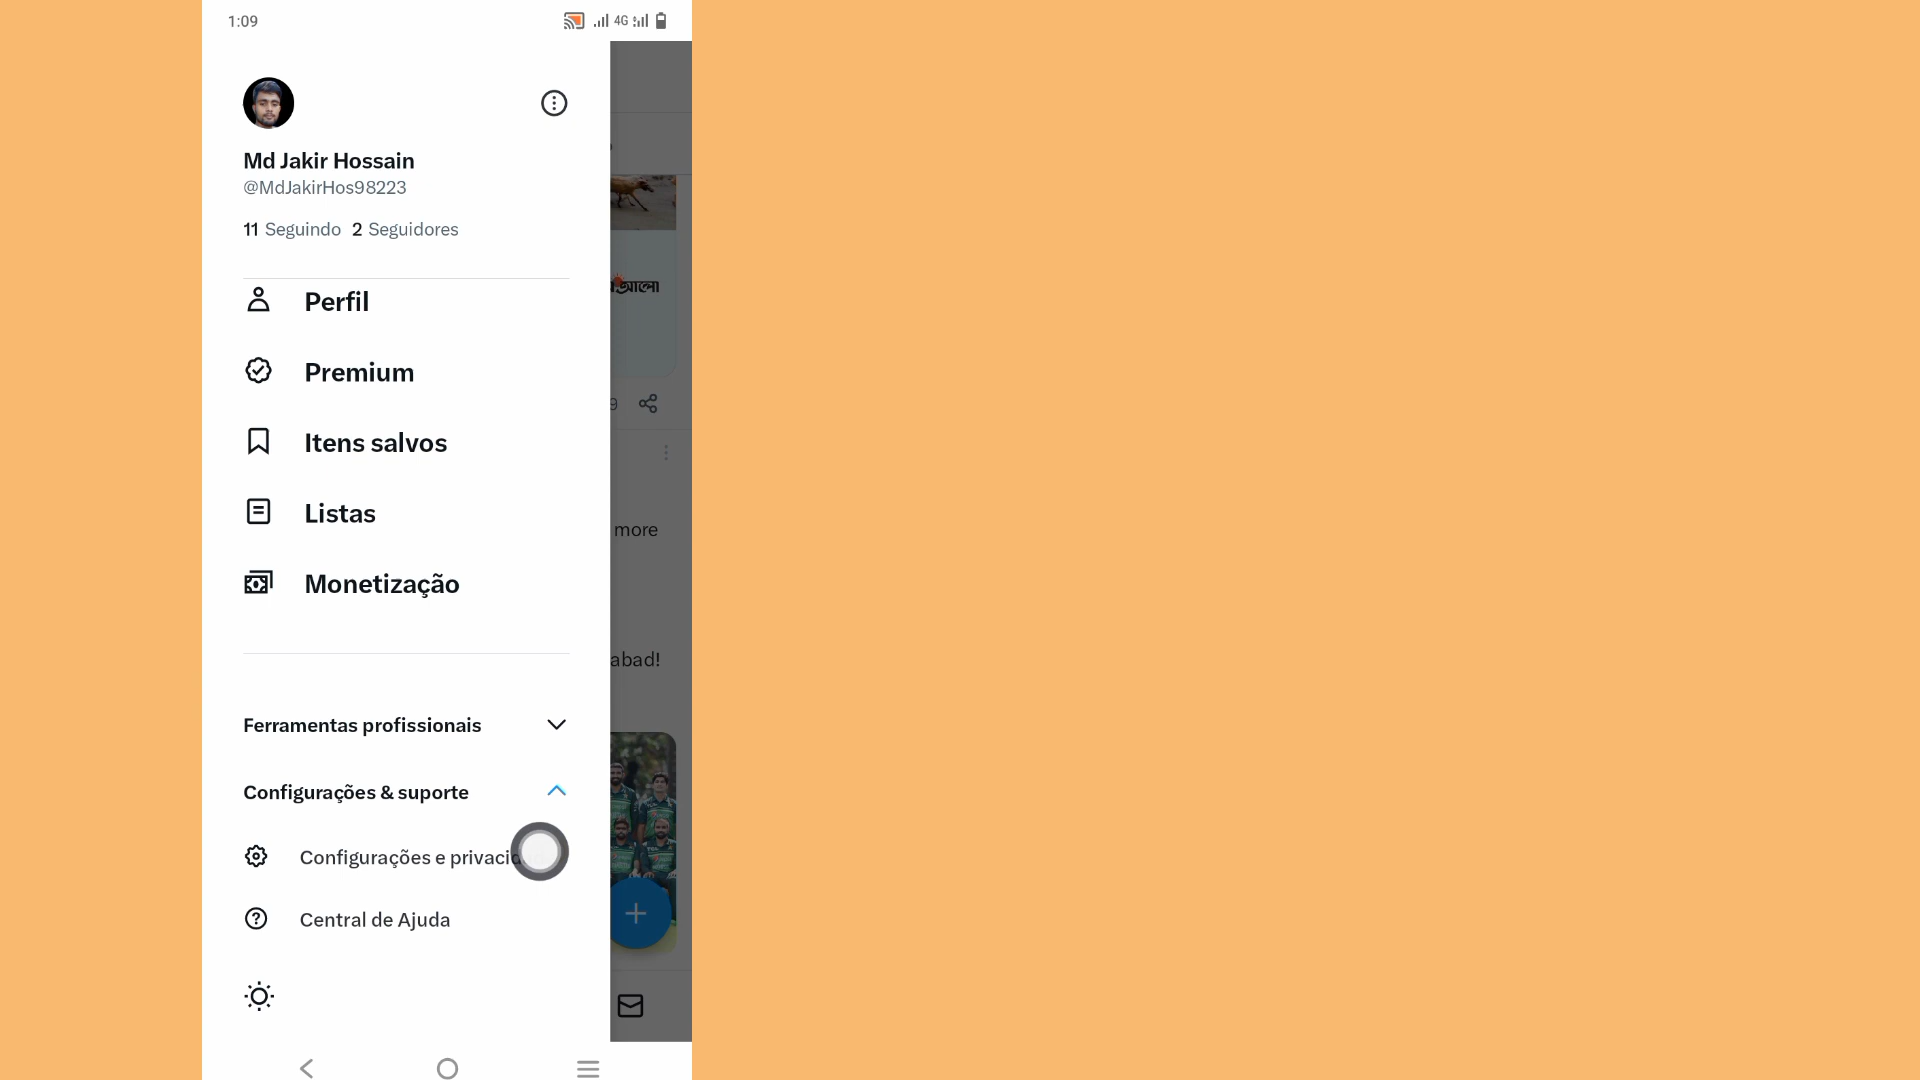 1:09
4G
Md Jakir Hossain
@MdJakirHos98223
11 Seguindo 2 Seguidores
Perfil
Premium
Itens salvos
Listas
Monetização
more
abad!
Ferramentas profissionais
Configurações & suporte
Configurações e privaci
Central de Ajuda